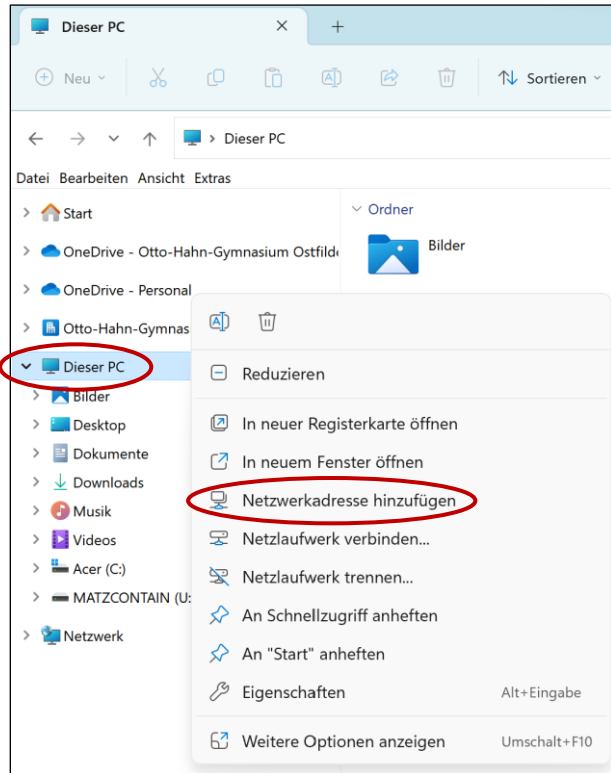 Dieser PC
Neu
Sortieren
Dieser PC
Datei Bearbeiten Ansicht Extras
Start
OneDrive - Otto-Hahn-Gymnasium Ostfild
OneDrive - Personal
Otto-Hahn-Gymnas
Dieser PC
Bilder
Desktop
Dokumente
Downloads
Musik
Videos
Acer (C:)
MATZCONTAIN (U:
Netzwerk
Ordner
Bilder
Reduzieren
In neuer Registerkarte öffnen
In neuem Fenster öffnen
Netzwerkadresse hinzufügen
Netzlaufwerk verbinden...
Netzlaufwerk trennen...
An Schnellzugriff anheften
An "Start" anheften
Eigenschaften Alt+Eingabe
Weitere Optionen anzeigen Umschalt+F10